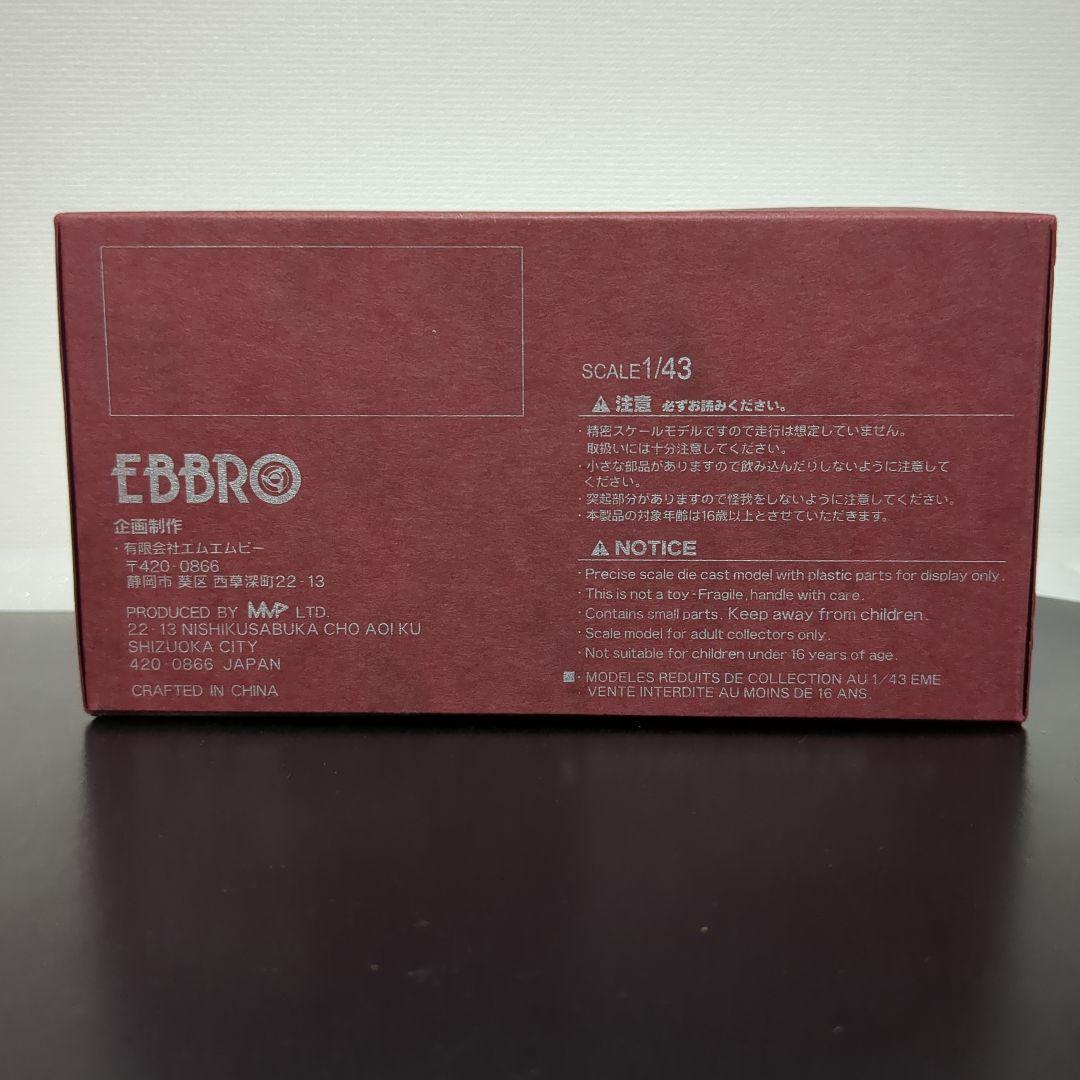 EBBRO
企画制作
・有限会社エムエムピー
〒420-0866
静岡市 葵区 西草深町22-13
PRODUCED BY MMP LTD.
22-13 NISHIKUSABUKA CHO AOI KU
SHIZUOKA CITY
420-0866 JAPAN
CRAFTED IN CHINA
SCALE1/43
注意 必ずお読みください。
・精密スケールモデルですので走行は想定していません。
取扱いには十分注意してください。
・小さな部品がありますので飲み込んだりしないように注意して
ください。
・突起部分がありますので怪我をしないように注意してください。
・本製品の対象年齢は16歳以上とさせていただきます。
NOTICE
・Precise scale die cast model with plastic parts for display only.
・This is not a toy-Fragile, handle with care.
・Contains small parts. Keep away from children.
・Scale model for adult collectors only.
・Not suitable for children under 16 years of age.
・MODELES REDUITS DE COLLECTION AU 1/43 EME
VENTE INTERDITE AU MOINS DE 16 ANS.